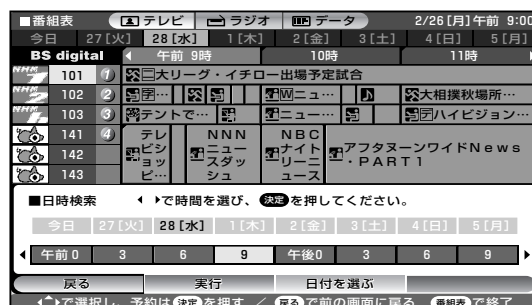 ■番組表 テレビ ラジオ データ 2/26 [月] 午前 9:00
今日 27[火] 28[水] 1[木] 2[金] 3[土] 4[日] 5[月]
BS digital 午前 9時 10時 11時
101 1 二 大リーグ・イチロー出場予定試合
102 2 字… W ニュ… 大相撲秋場所…
103 3 テントで… ニュー… ハイビジョン…
141 4 テレビショッピ… NNNニューススダッシュ NBCナイトリーニュース アフタヌーンワイドNews・PART1
142
143
■日時検索 で時間を選び、決定を押してください。
今日 27[火] 28[水] 1[木] 2[金] 3[土] 4[日] 5[月]
午前0 3 6 9 午後0 3 6 9
戻る 実行 日付を選ぶ
で選択し、予約は 決定 を押す / 戻る で前の画面に戻る 番組表 で終了